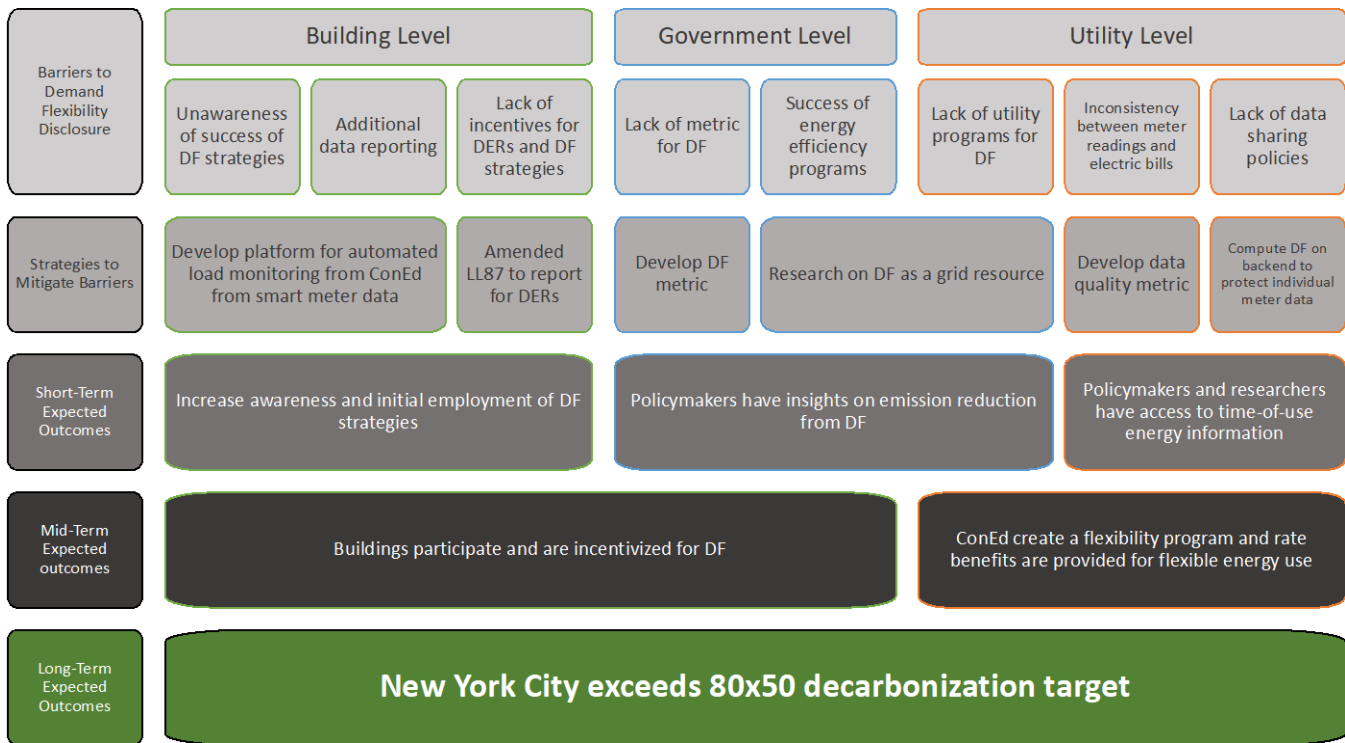 Barriers to
Demand
Flexibility
Disclosure
Building Level
Government Level
Utility Level
Unawareness
of success of
DF strategies
Additional
data reporting
Lack of
incentives for
DERs and DF
strategies
Lack of metric
for DF
Success of
energy
efficiency
programs
Lack of utility
programs for
DF
Inconsistency
between meter
readings and
electric bills
Lack of data
sharing
policies
Strategies to
Mitigate Barriers
Develop platform for automated
load monitoring from ConEd
from smart meter data
Amended
LL87 to report
for DERs
Develop DF
metric
Research on DF as a grid resource
Develop data
quality metric
Compute DF on
backend to
protect individual
meter data
Short-Term
Expected
Outcomes
Increase awareness and initial employment of DF
strategies
Policymakers have insights on emission reduction
from DF
Policymakers and researchers
have access to time-of-use
energy information
Mid-Term
Expected
outcomes
Buildings participate and are incentivized for DF
ConEd create a flexibility program and rate
benefits are provided for flexible energy use
Long-Term
Expected
Outcomes
New York City exceeds 80x50 decarbonization target